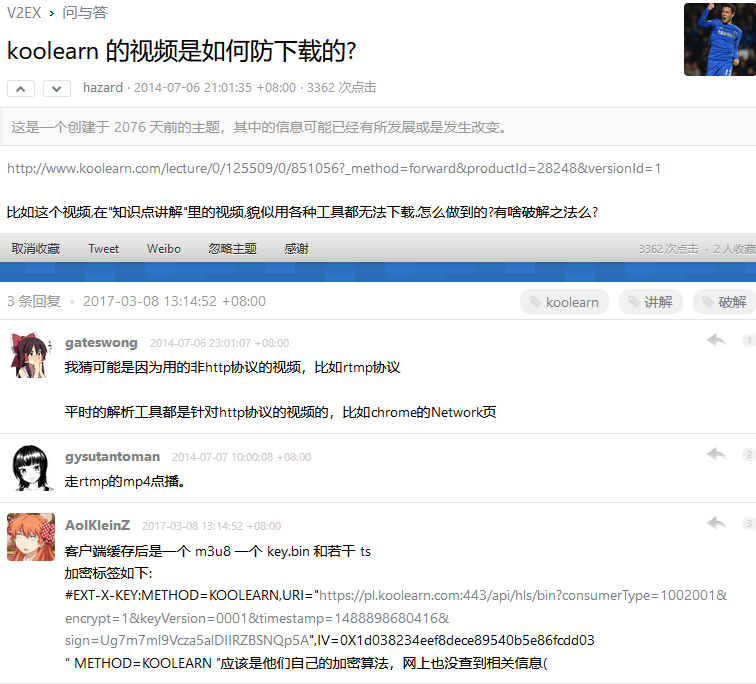 V2EX › 问与答
koolearn 的视频是如何防下载的?
hazard · 2014-07-06 21:01:35 +08:00 · 3362 次点击
这是一个创建于 2076 天前的主题，其中的信息可能已经有所发展或是发生改变。
http://www.koolearn.com/lecture/0/125509/0/851056?_method=forward&productId=28248&versionId=1
比如这个视频,在"知识点讲解"里的视频,貌似用各种工具都无法下载.怎么做到的?有啥破解之法么?
取消收藏 Tweet Weibo 忽略主题 感谢 3362 次点击 · 2 人收藏
3 条回复 • 2017-03-08 13:14:52 +08:00 koolearn 讲解 破解
gateswong 2014-07-06 23:01:07 +08:00 1
我猜可能是因为用的非http协议的视频，比如rtmp协议
平时的解析工具都是针对http协议的视频的，比如chrome的Network页
gysutantoman 2014-07-07 10:00:08 +08:00 2
走rtmp的mp4点播。
AolKleinZ 2017-03-08 13:14:52 +08:00 3
客户端缓存后是一个 m3u8 一个 key.bin 和若干 ts
加密标签如下:
#EXT-X-KEY:METHOD=KOOLEARN,URI="https://pl.koolearn.com:443/api/hls/bin?consumerType=1002001&
encrypt=1&keyVersion=0001&timestamp=1488898680416&
sign=Ug7m7ml9Vcza5alDIIRZBSNQp5A",IV=0X1d038234eef8dece89540b5e86fcdd03
“ METHOD=KOOLEARN ”应该是他们自己的加密算法，网上也没查到相关信息(